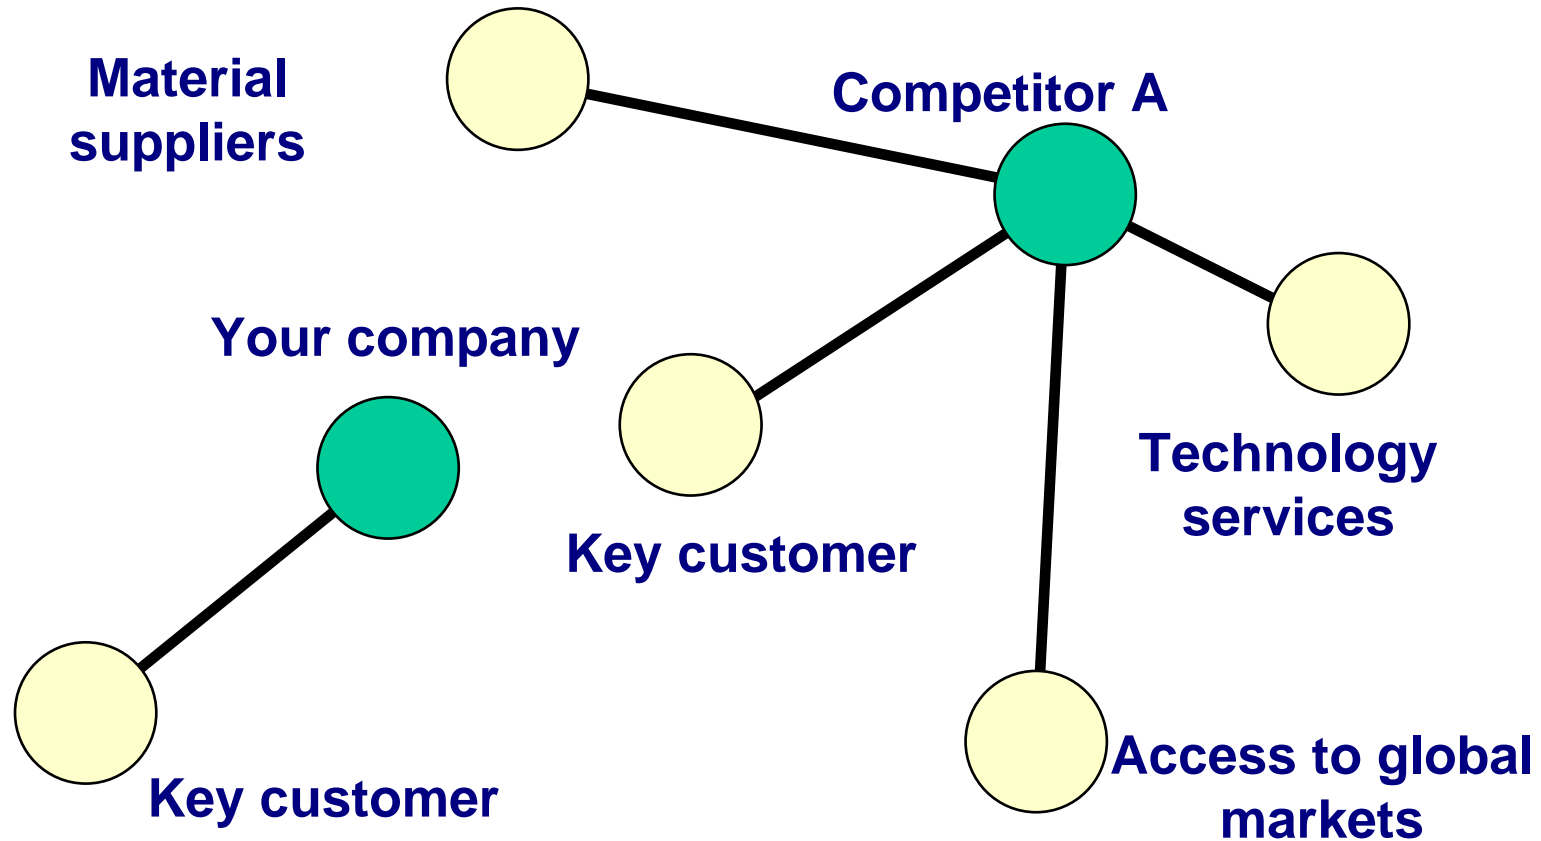 Material
suppliers
Competitor A
Your company
Technology
services
Key customer
Access to global
markets
Key customer